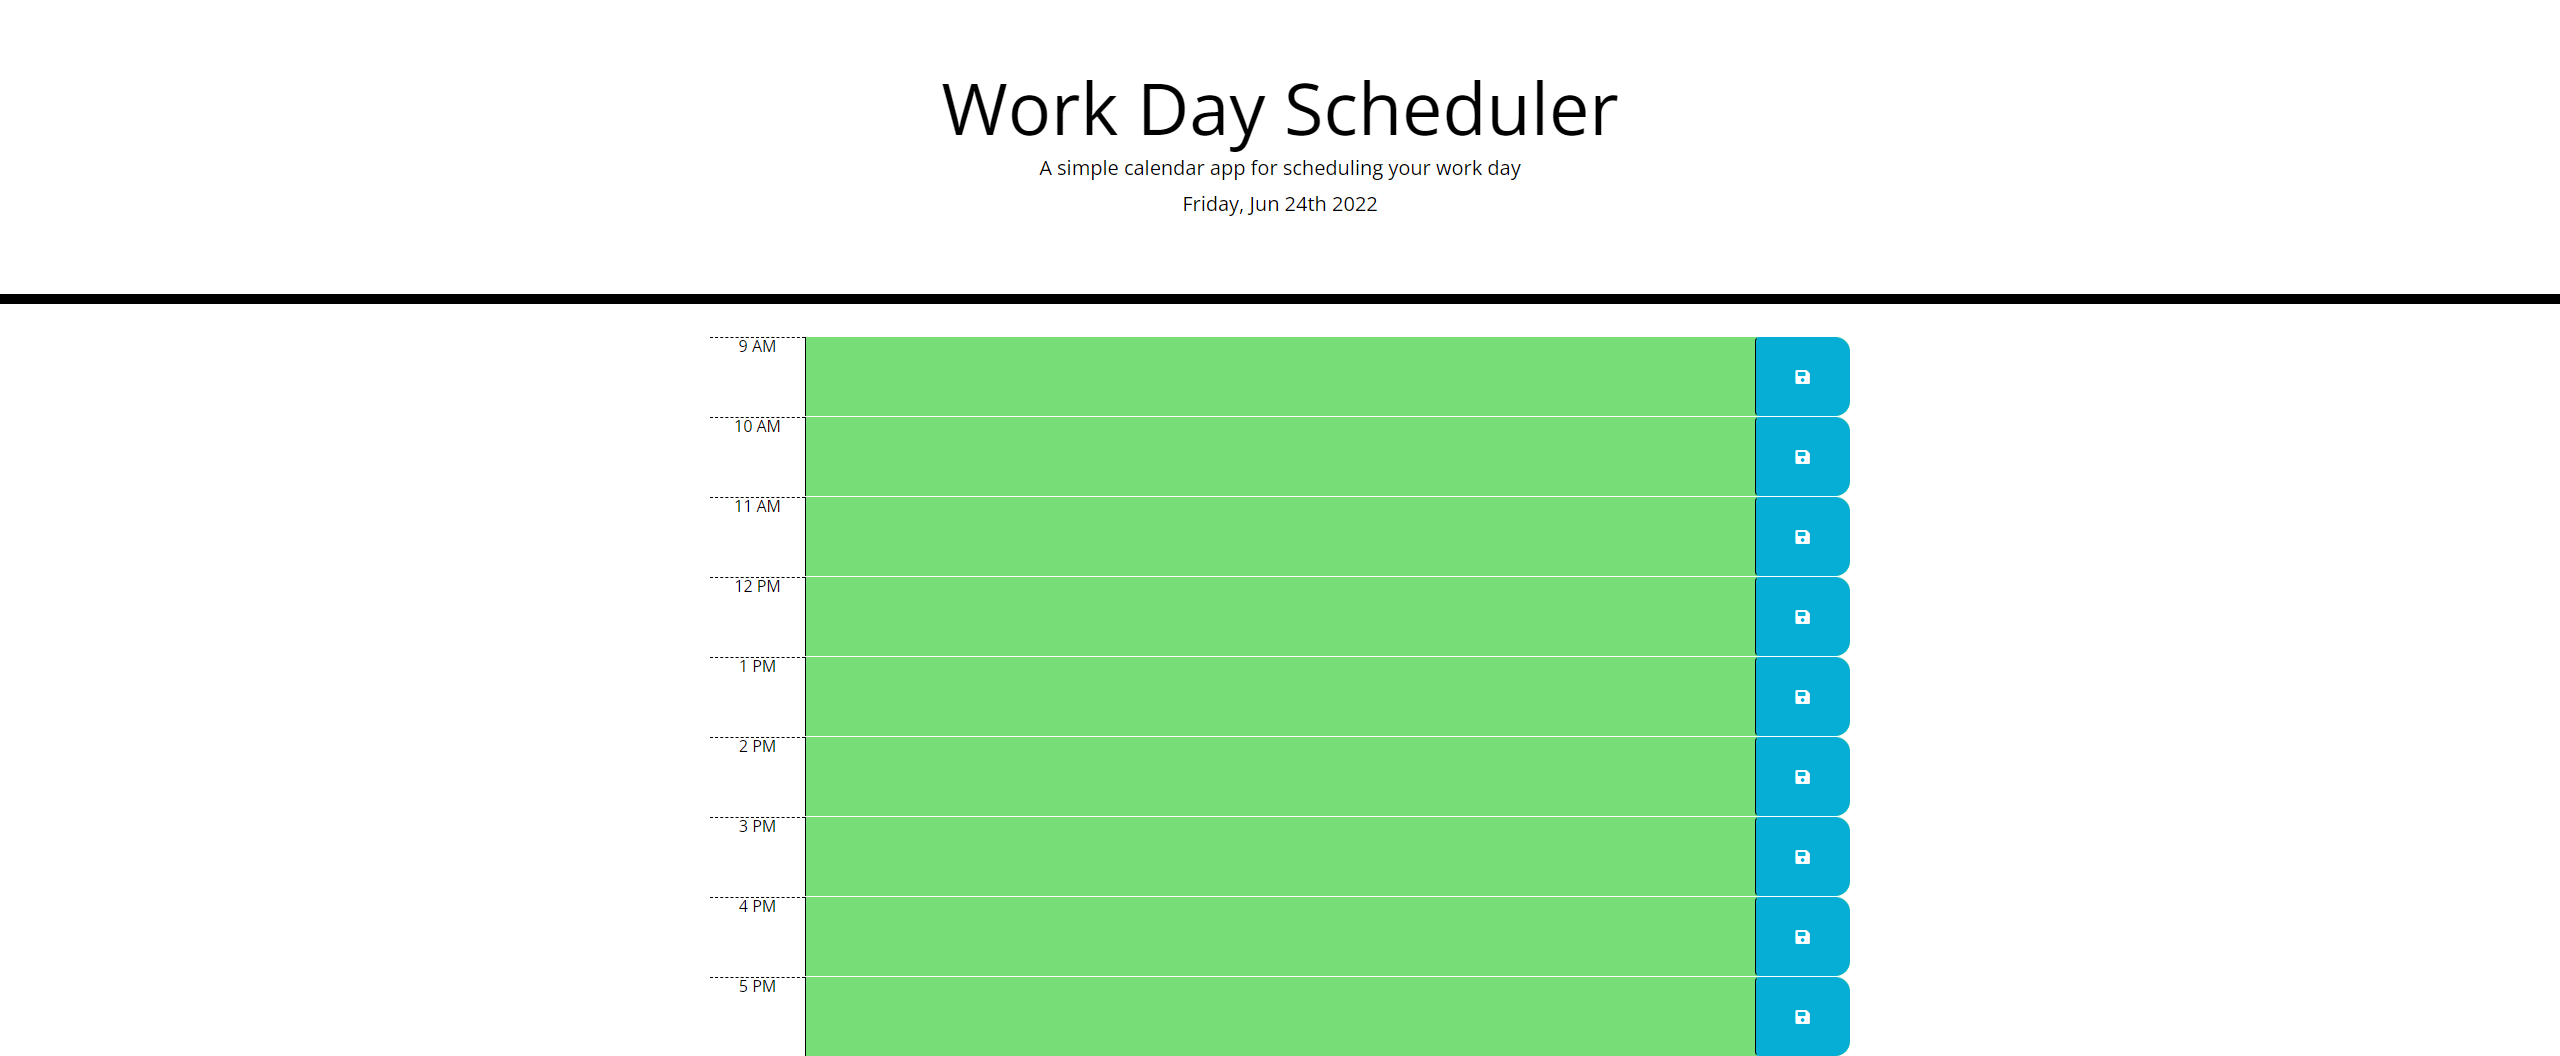 Work Day Scheduler
A simple calendar app for scheduling your work day
Friday, Jun 24th 2022
9 AM
10 AM
11 AM
12 PM
1 PM
2 PM
3 PM
4 PM
5 PM